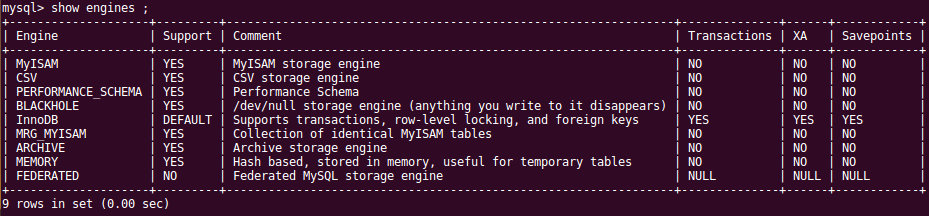 mysql> show engines ;
+--------------------+---------+----------------------------------------------------------------+--------------+------+------------+
| Engine             | Support | Comment                                                        | Transactions | XA   | Savepoints |
+--------------------+---------+----------------------------------------------------------------+--------------+------+------------+
| MyISAM             | YES     | MyISAM storage engine                                          | NO           | NO   | NO         |
| CSV                | YES     | CSV storage engine                                             | NO           | NO   | NO         |
| PERFORMANCE_SCHEMA | YES     | Performance Schema                                             | NO           | NO   | NO         |
| BLACKHOLE          | YES     | /dev/null storage engine (anything you write to it disappears) | NO           | NO   | NO         |
| InnoDB             | DEFAULT | Supports transactions, row-level locking, and foreign keys     | YES          | YES  | YES        |
| MRG_MYISAM         | YES     | Collection of identical MyISAM tables                          | NO           | NO   | NO         |
| ARCHIVE            | YES     | Archive storage engine                                         | NO           | NO   | NO         |
| MEMORY             | YES     | Hash based, stored in memory, useful for temporary tables      | NO           | NO   | NO         |
| FEDERATED          | NO      | Federated MySQL storage engine                                 | NULL         | NULL | NULL       |
+--------------------+---------+----------------------------------------------------------------+--------------+------+------------+
9 rows in set (0.00 sec)